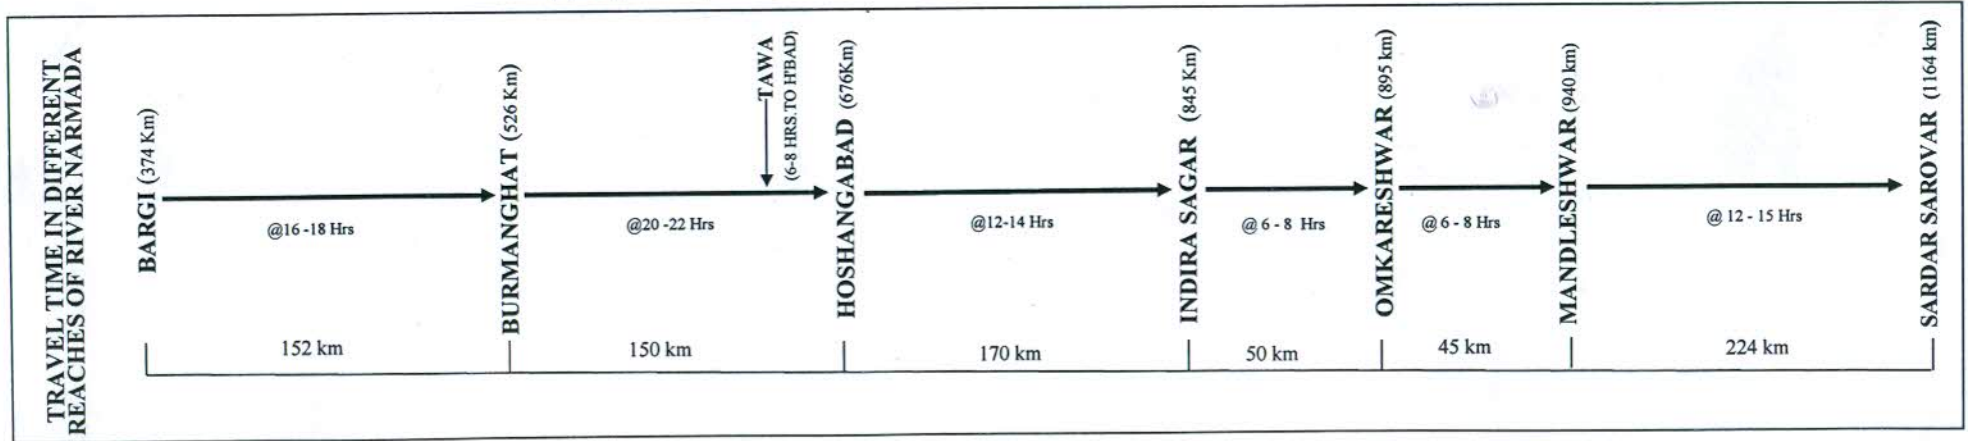 TRAVEL TIME IN DIFFERENT
REACHES OF RIVER NARMADA
BARGI (374 Km)
@16 -18 Hrs
BURMANGHAT (526 Km)
@20 -22 Hrs
TAWA
(6-8 HRS.TO H'BAD)
HOSHANGABAD (676Km)
@12-14 Hrs
INDIRA SAGAR (845 Km)
@ 6 - 8 Hrs
OMKARESHWAR (895 km)
@ 6 - 8 Hrs
MANDLESHWAR (940 km)
@ 12 - 15 Hrs
SARDAR SAROVAR (1164 km)
152 km
150 km
170 km
50 km
45 km
224 km